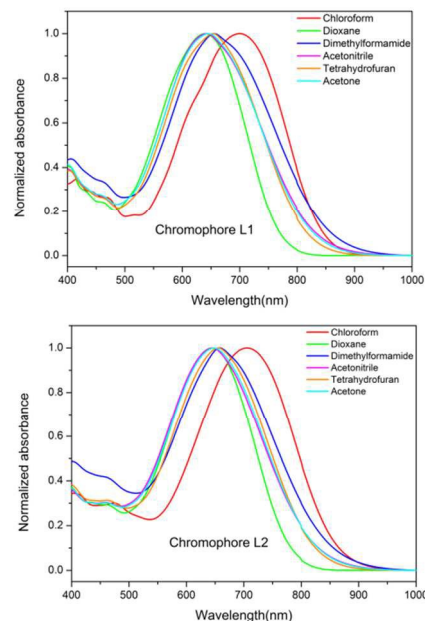 Chloroform
Dioxane
Dimethylformamide
Acetonitrile
Tetrahydrofuran
Acetone
Normalized absorbance
1.0
0.8
0.6
0.4
0.2
0.0
Chromophore L1
400 500 600 700 800 900 1000
Wavelength(nm)
Chloroform
Dioxane
Dimethylformamide
Acetonitrile
Tetrahydrofuran
Acetone
Normalized absorbance
1.0
0.8
0.6
0.4
0.2
0.0
Chromophore L2
400 500 600 700 800 900 1000
Wavelength(nm)